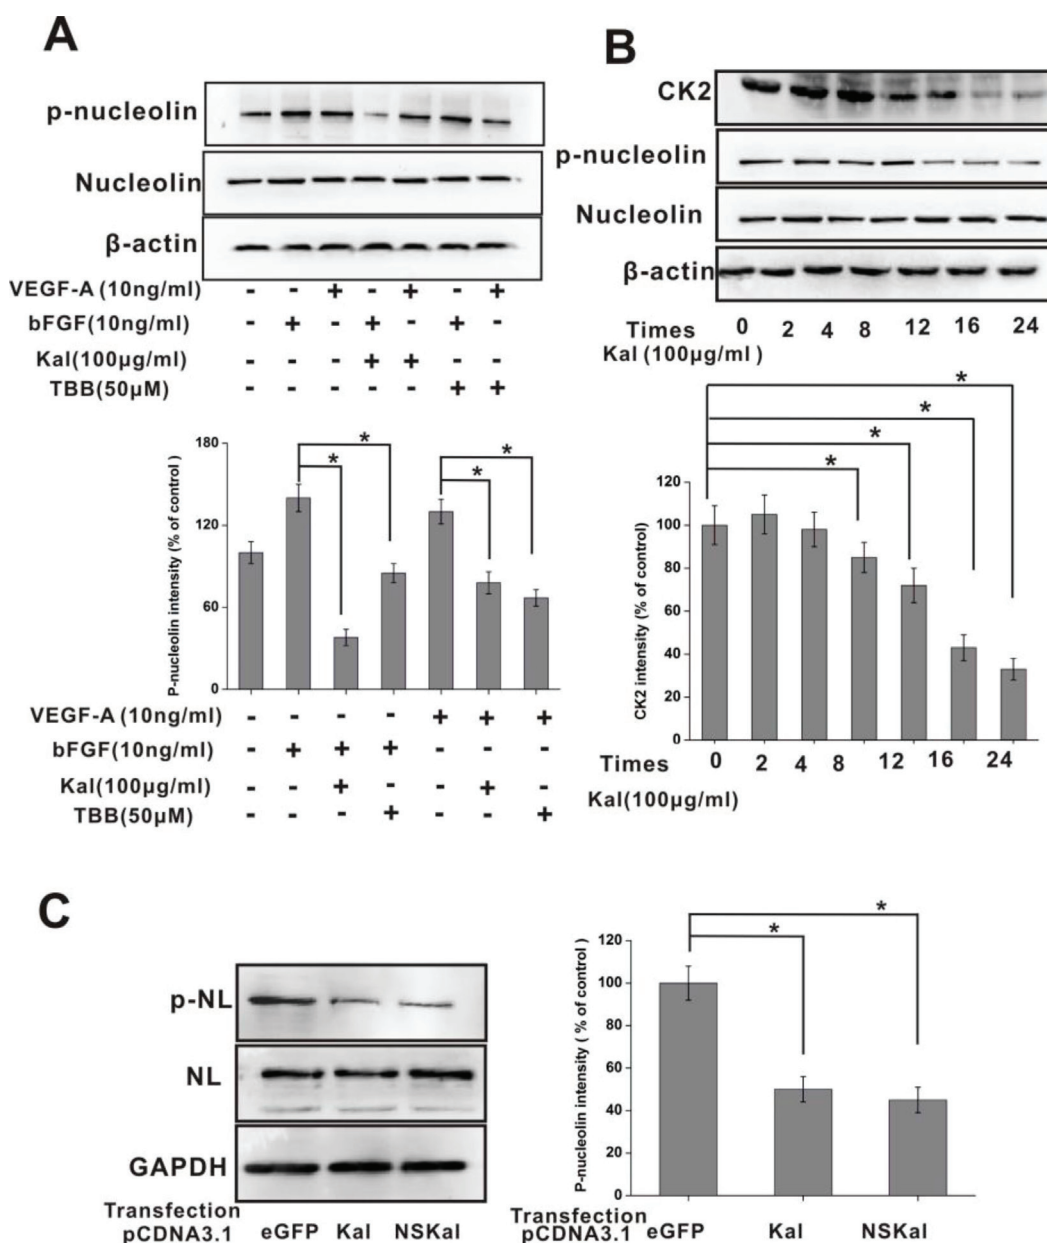 A
p-nucleolin
Nucleolin
β-actin
VEGF-A (10ng/ml) - - + - + - +
bFGF(10ng/ml) - + - + - + -
Kal(100μg/ml) - - - + + - -
TBB(50μM) - - - - - + +
180
120
60
0
P-nucleolin intensity (% of control )
* * * *
VEGF-A (10ng/ml) - - - - + + +
bFGF(10ng/ml) - + + + - - -
Kal(100μg/ml) - - + - - + -
TBB(50μM) - - - + - - +
B
CK2
p-nucleolin
Nucleolin
β-actin
Times 0 2 4 8 12 16 24
Kal (100μg/ml )
* * * *
120
100
80
60
40
20
0
CK2 intensity (% of control)
Times 0 2 4 8 12 16 24
Kal(100μg/ml)
C
p-NL
NL
GAPDH
Transfection
pCDNA3.1 eGFP Kal NSKal
* *
120
100
80
60
40
20
0
P-nucleolin intensity ( % of control )
Transfection
pCDNA3.1 eGFP Kal NSKal